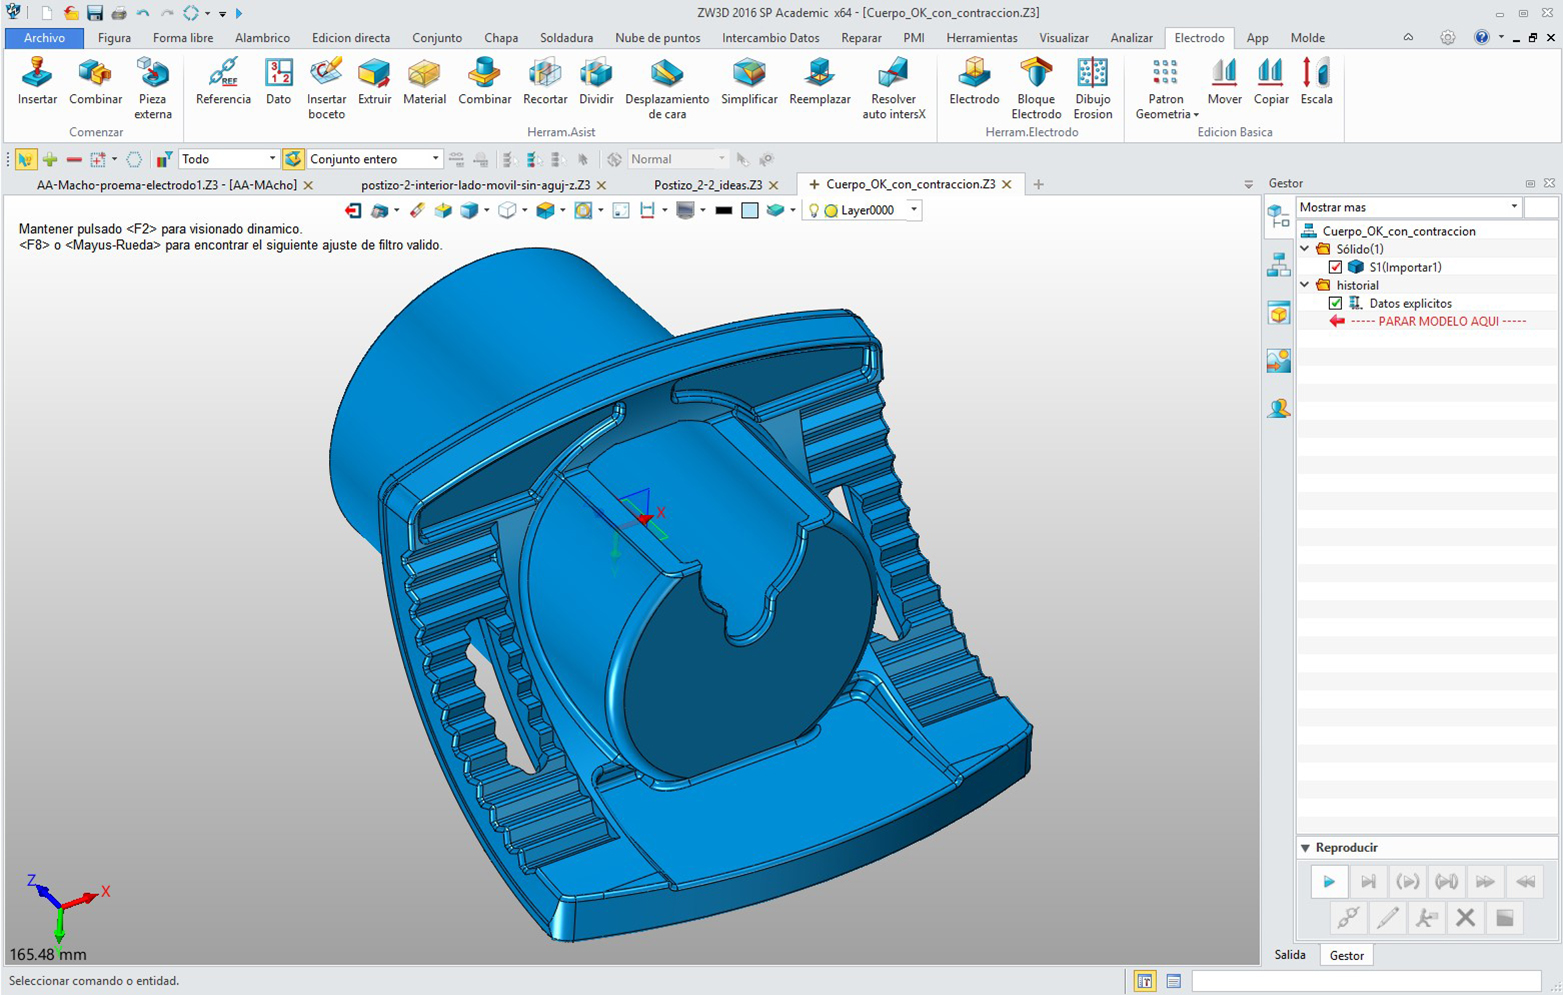 ZW3D 2016 SP Academic x64 - [Cuerpo_OK_con_contraccion.Z3]
Archivo Figura Forma libre Alambrico Edicion directa Conjunto Chapa Soldadura Nube de puntos Intercambio Datos Reparar PMI Herramientas Visualizar Analizar Electrodo App Molde
Insertar Combinar Pieza externa Referencia Dato Insertar boceto Extruir Material Combinar Recortar Dividir Desplazamiento de cara Simplificar Reemplazar Resolver auto intersX Electrodo Bloque Electrodo Dibujo Erosion Patron Geometria Mover Copiar Escala
Comenzar Herram.Asist Herram.Electrodo Edicion Basica
Todo Conjunto entero Normal
AA-Macho-proema-electrodo1.Z3 - [AA-MAcho] postizo-2-interior-lado-movil-sin-aguj-z.Z3 Postizo_2-2_ideas.Z3 Cuerpo_OK_con_contraccion.Z3 Gestor
Layer0000
Mostrar mas
Mantener pulsado <F2> para visionado dinamico.
<F8> o <Mayus-Rueda> para encontrar el siguiente ajuste de filtro valido.
Cuerpo_OK_con_contraccion
Sólido(1)
S1(Importar1)
historial
Datos explicitos
----- PARAR MODELO AQUI -----
X
Reproducir
Z
X
165.48 mm
Salida Gestor
Seleccionar comando o entidad.